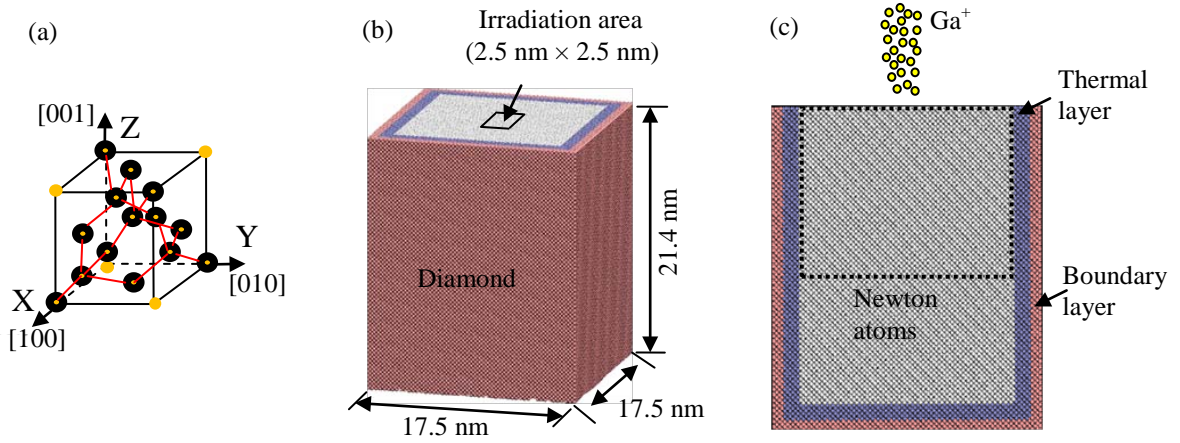 (a)
[001]
Z
Y
[010]
X
[100]
(b)
Irradiation area
(2.5 nm × 2.5 nm)
Diamond
21.4 nm
17.5 nm
17.5 nm
(c)
Ga+
Thermal
layer
Newton
atoms
Boundary
layer